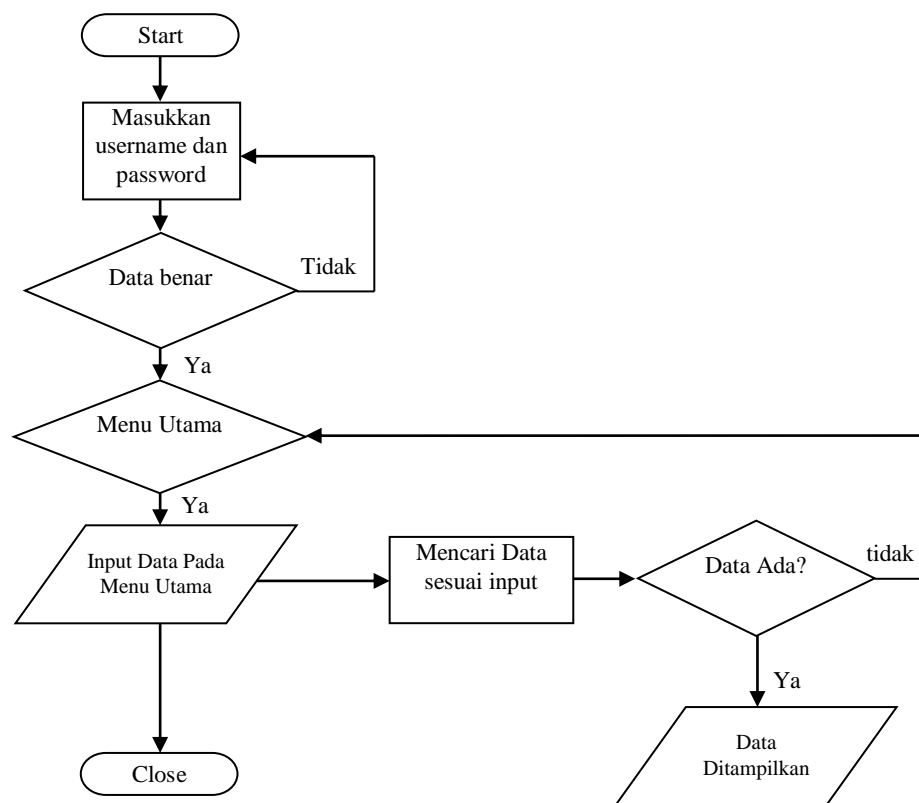 Start
Masukkan
username dan
password
Data benar
Tidak
Ya
Menu Utama
Ya
Input Data Pada
Menu Utama
Mencari Data
sesuai input
Data Ada?
tidak
Ya
Data
Ditampilkan
Close